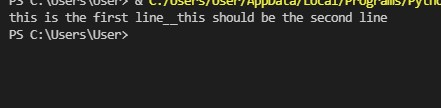 PS C:\Users\User> & C:/Users/User/AppData/Local/Programs/Pytho
this is the first line__this should be the second line
PS C:\Users\User>